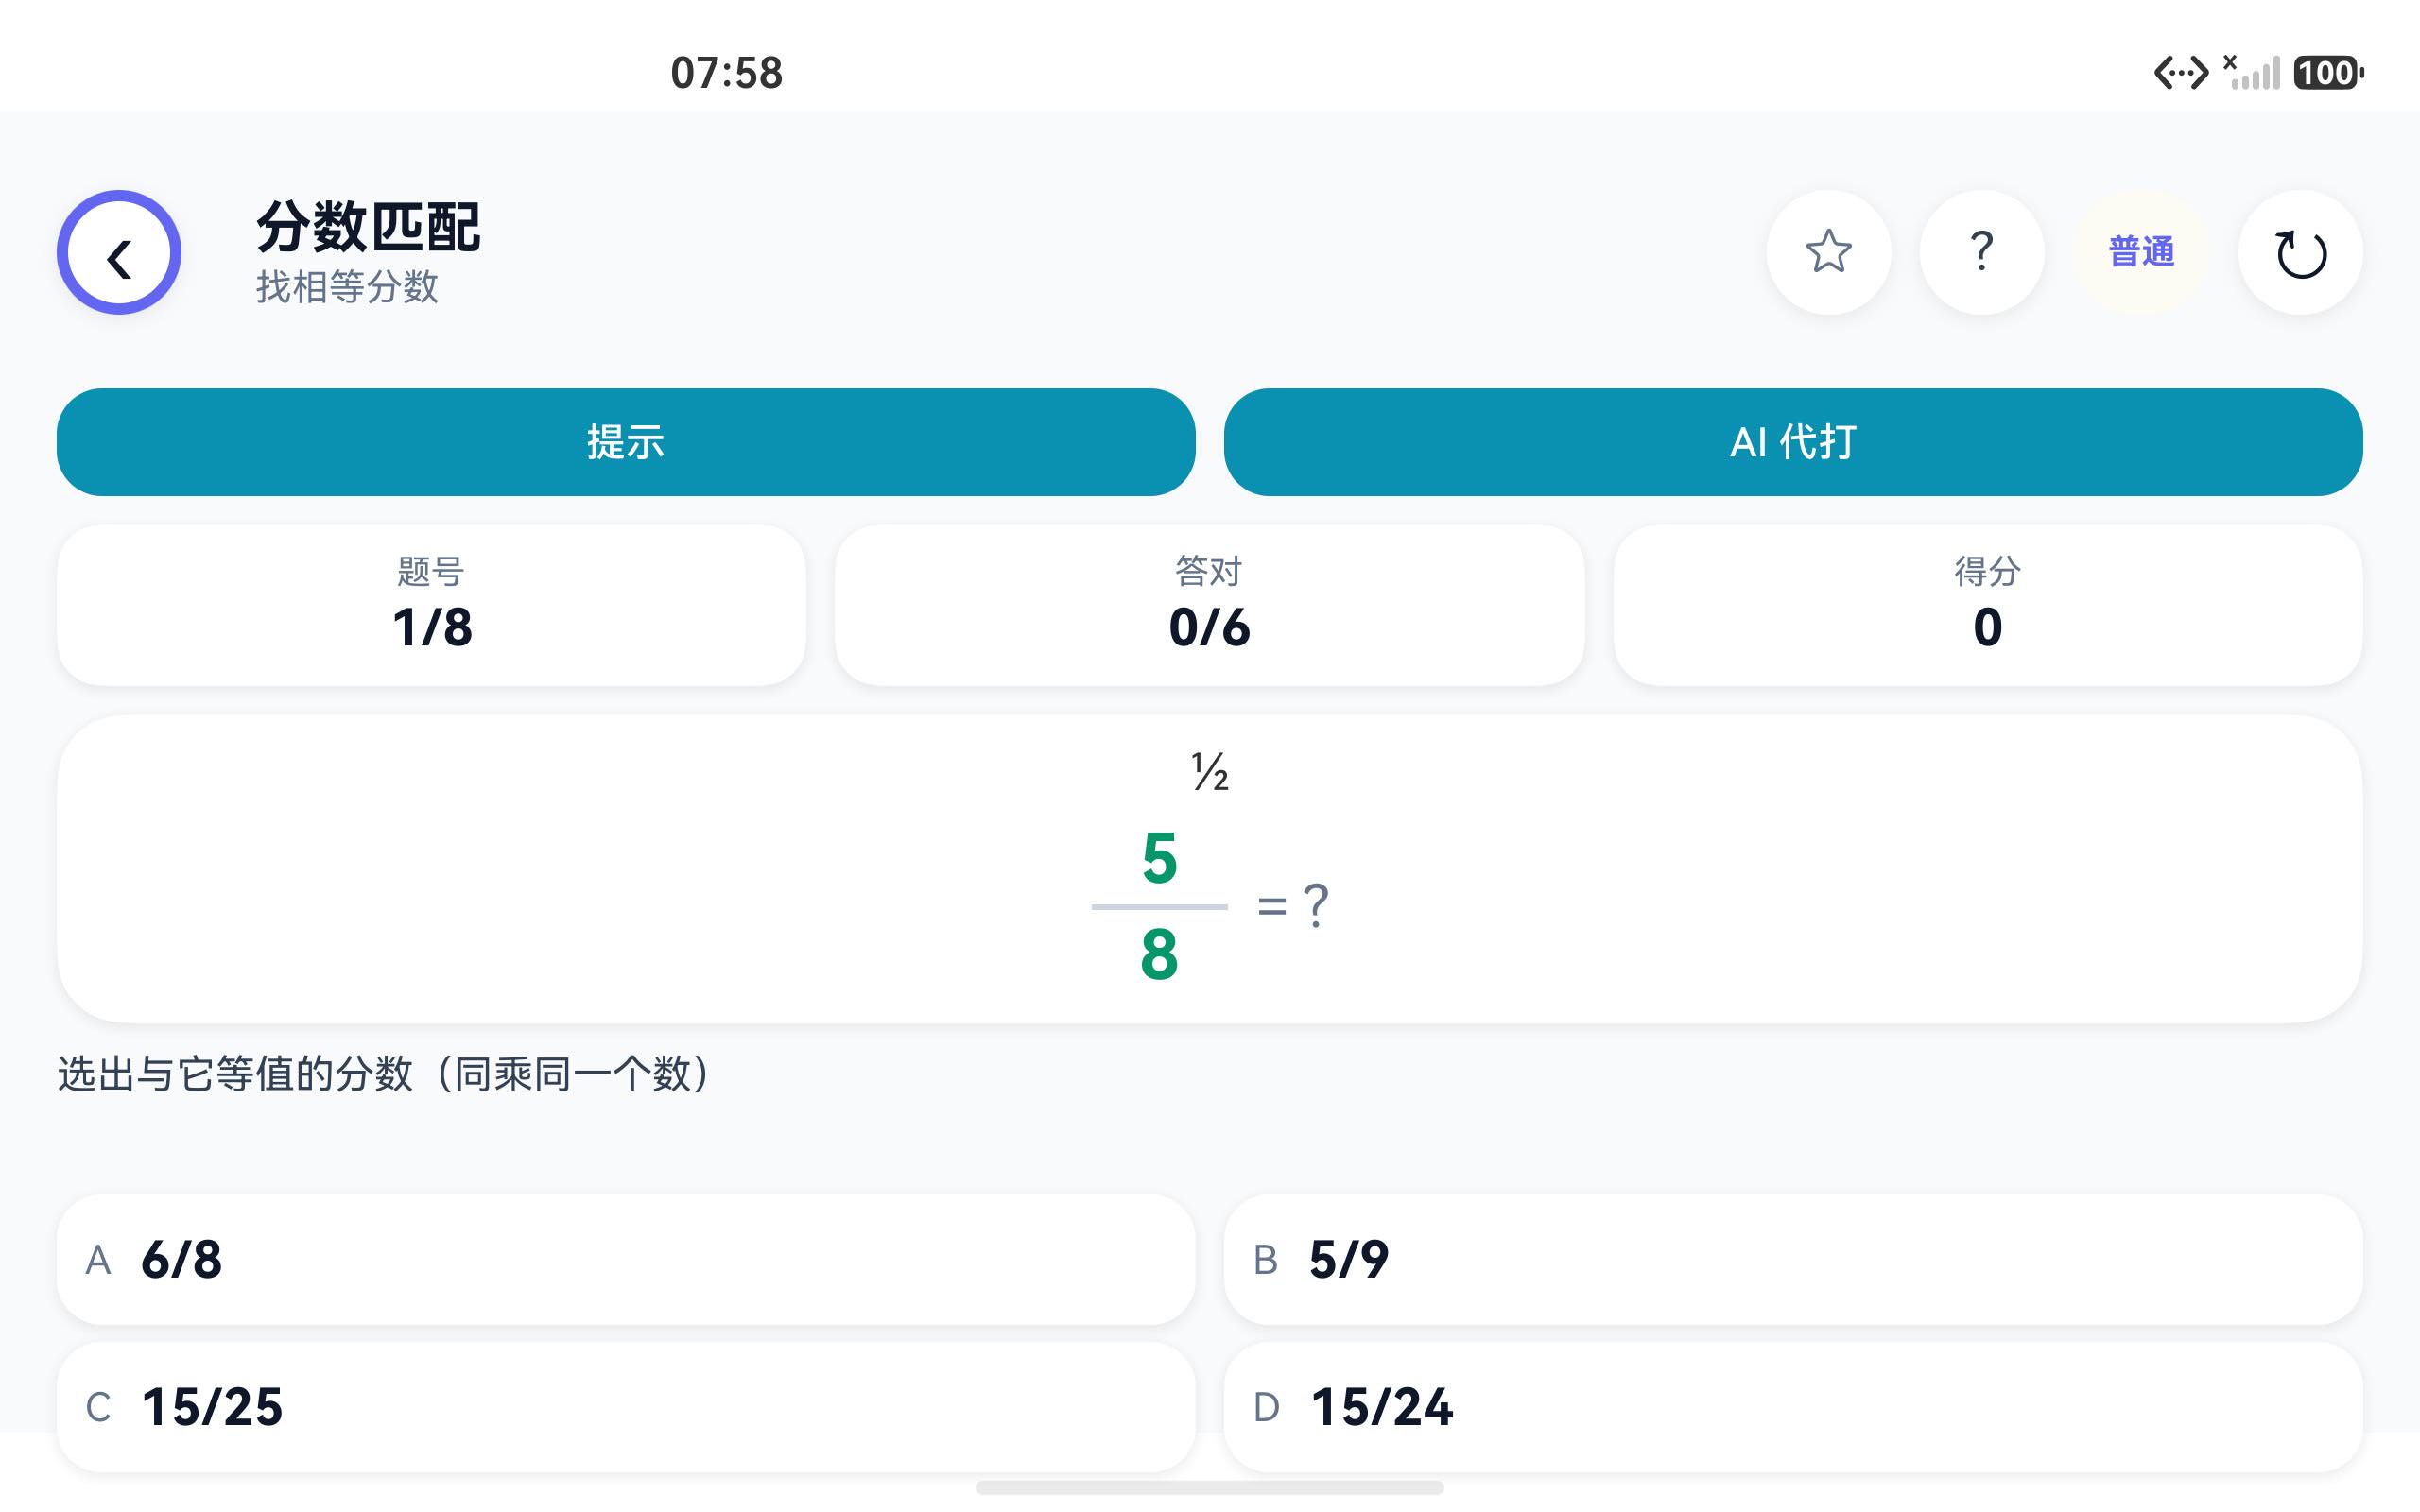 07:58
100
分数匹配
找相等分数
?
普通
提示
AI 代打
题号
1/8
答对
0/6
得分
0
½
5
8
= ?
选出与它等值的分数（同乘同一个数）
A 6/8
B 5/9
C 15/25
D 15/24